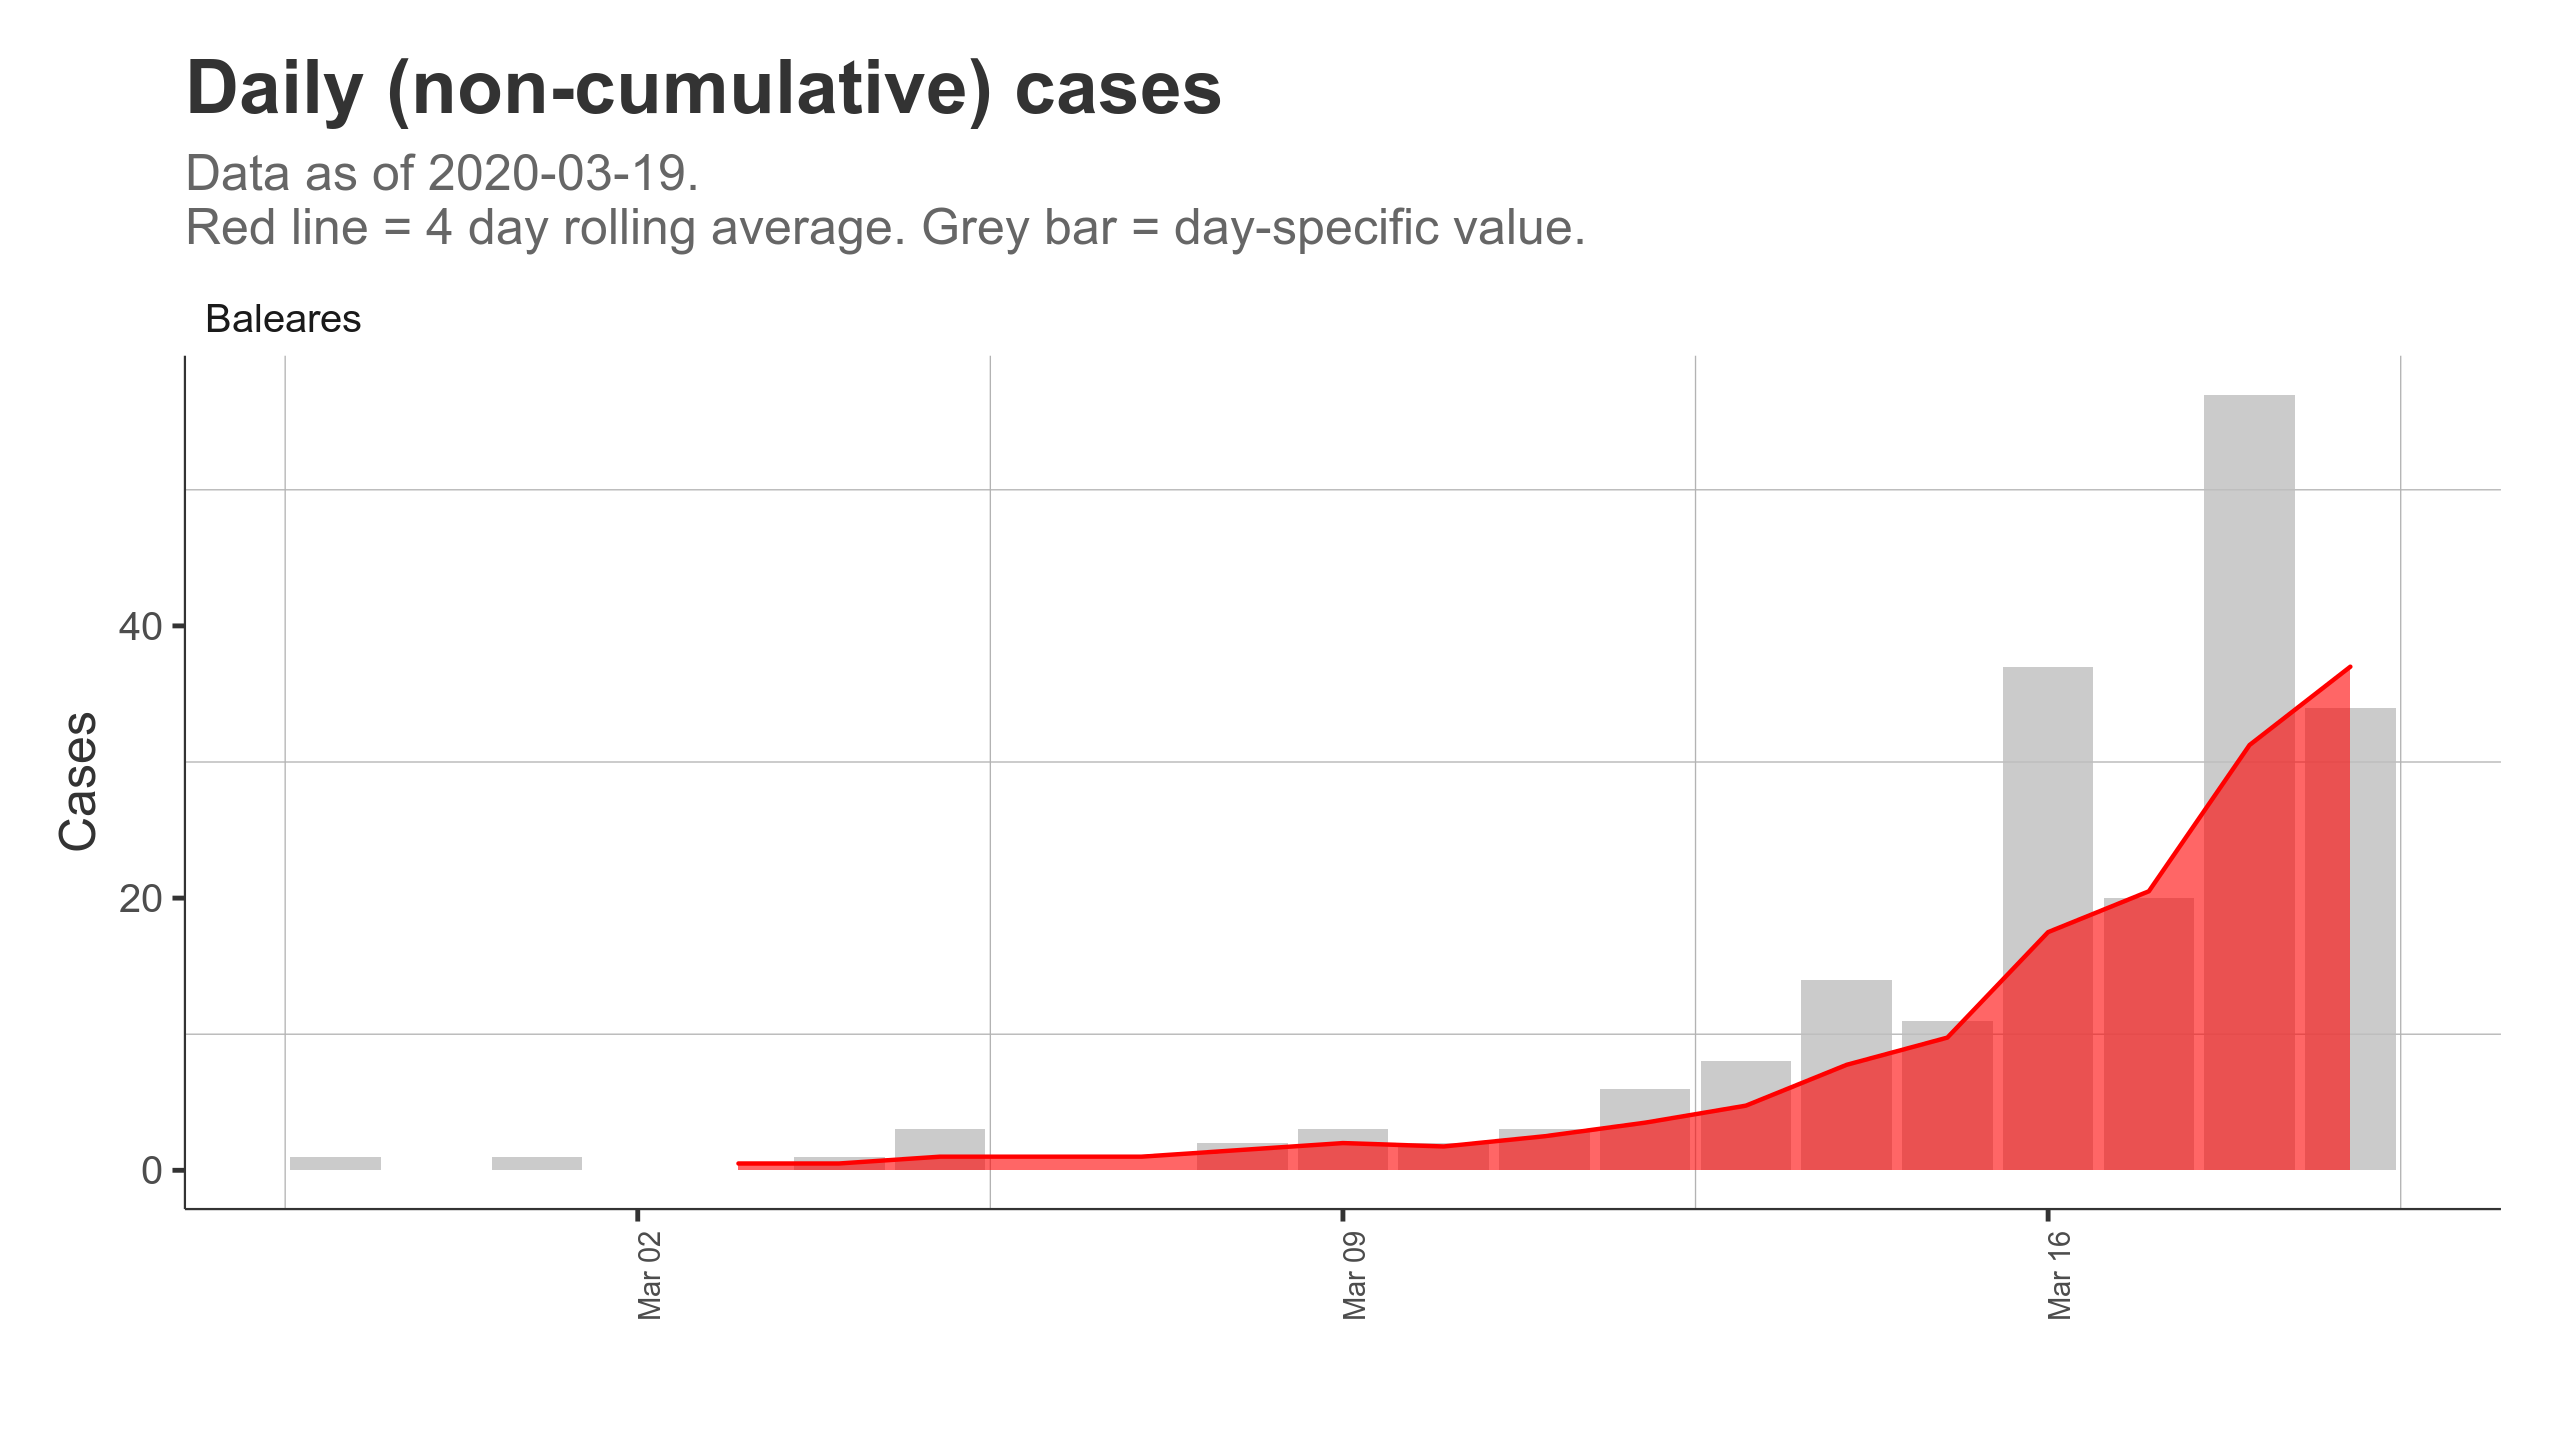 Daily (non-cumulative) cases
Data as of 2020-03-19.
Red line = 4 day rolling average. Grey bar = day-specific value.
Baleares
Cases
40
20
0
Mar 02
Mar 09
Mar 16